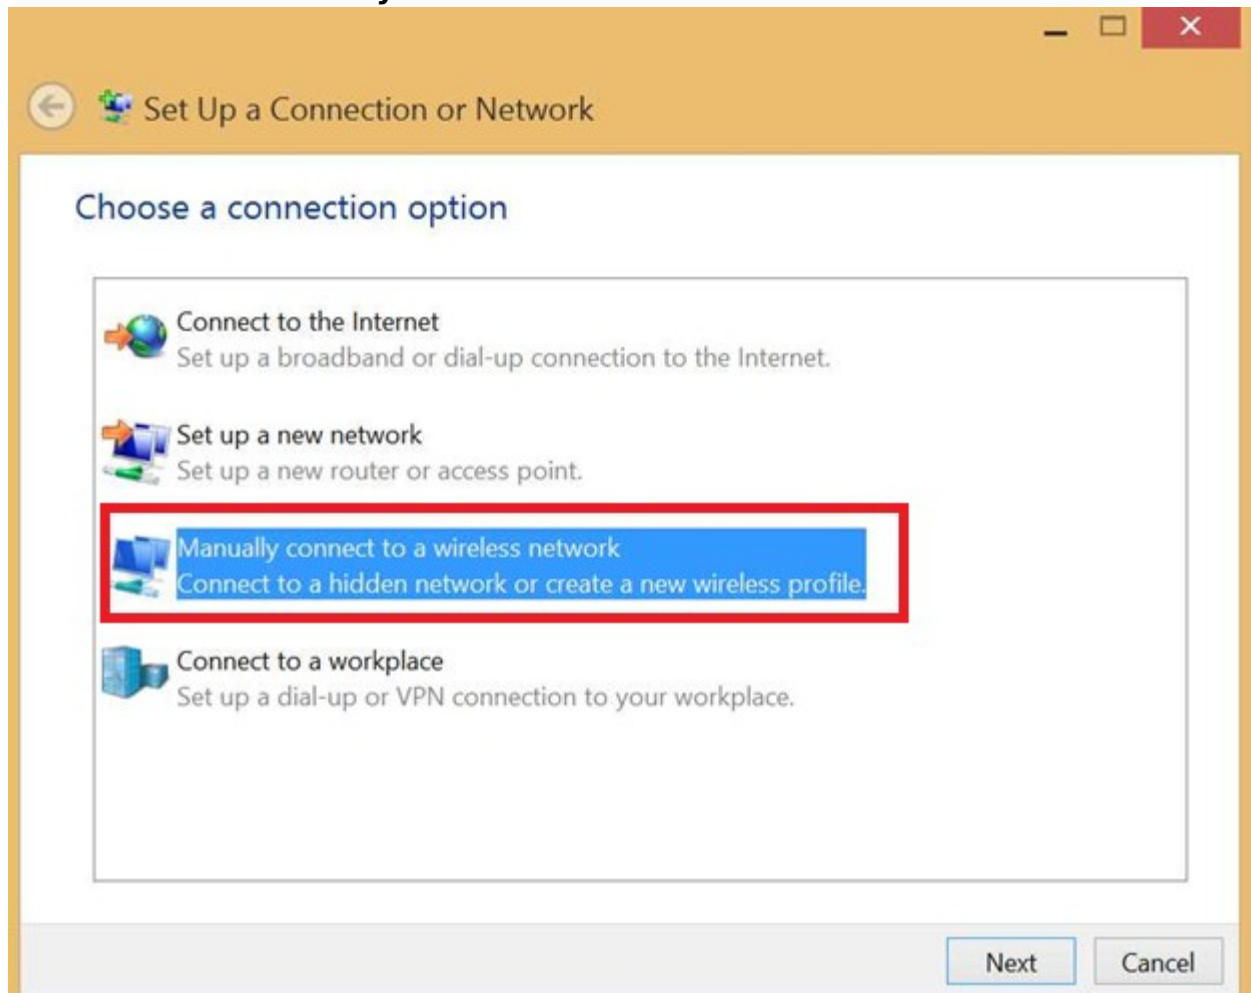 Set Up a Connection or Network
Choose a connection option
Connect to the Internet
Set up a broadband or dial-up connection to the Internet.
Set up a new network
Set up a new router or access point.
Manually connect to a wireless network
Connect to a hidden network or create a new wireless profile.
Connect to a workplace
Set up a dial-up or VPN connection to your workplace.
Next
Cancel